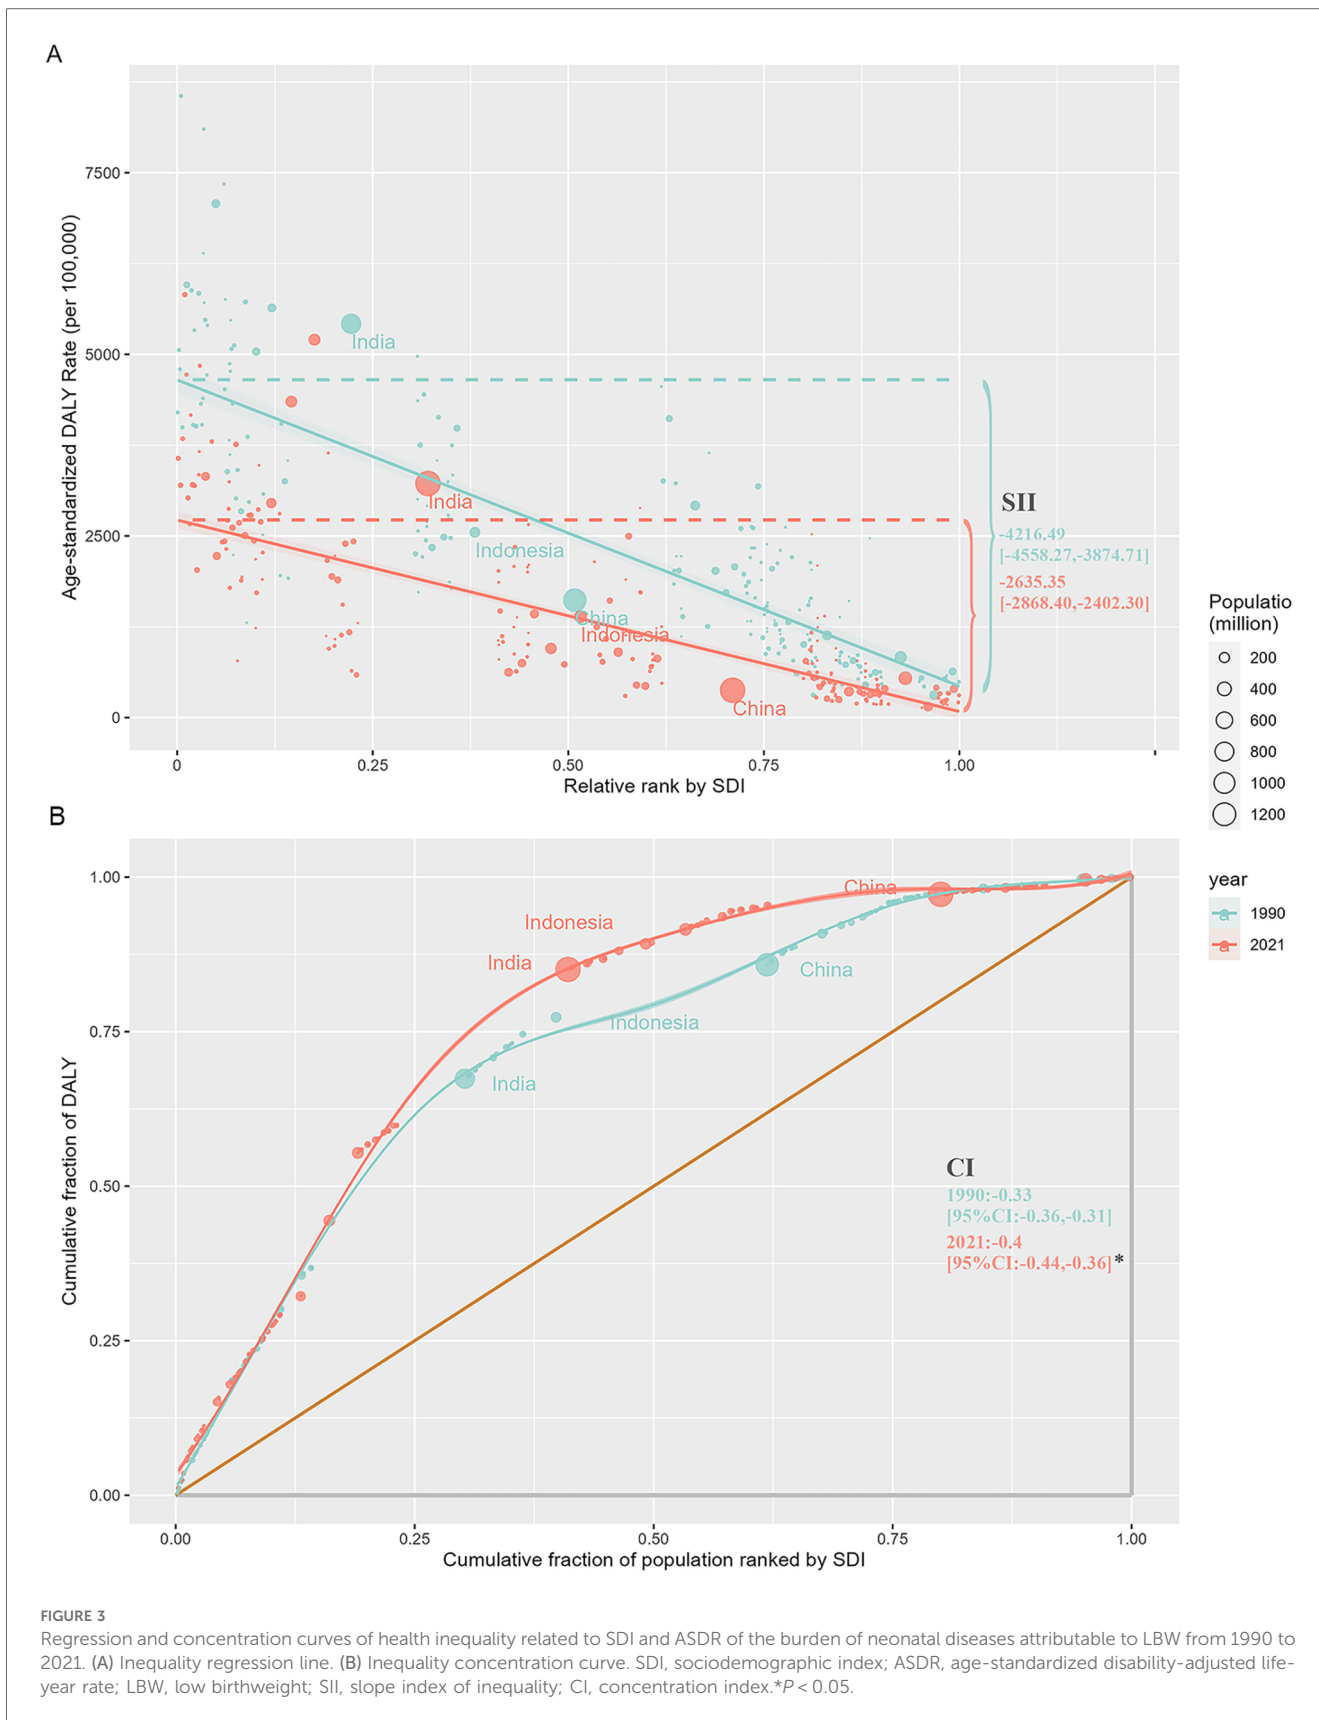 A
Age-standardized DALY Rate (per 100,000)
7500
5000
2500
0
India
India
Indonesia
China
Indonesia
China
SII
-4216.49
[-4558.27,-3874.71]
-2635.35
[-2868.40,-2402.30]
0
0.25
0.50
0.75
1.00
Relative rank by SDI
Populatio
(million)
200
400
600
800
1000
1200
year
1990
2021
B
Cumulative fraction of DALY
1.00
0.75
0.50
0.25
0.00
China
Indonesia
India
China
Indonesia
India
CI
1990:-0.33
[95%CI:-0.36,-0.31]
2021:-0.4
[95%CI:-0.44,-0.36]*
0.00
0.25
0.50
0.75
1.00
Cumulative fraction of population ranked by SDI
FIGURE 3
Regression and concentration curves of health inequality related to SDI and ASDR of the burden of neonatal diseases attributable to LBW from 1990 to
2021. (A) Inequality regression line. (B) Inequality concentration curve. SDI, sociodemographic index; ASDR, age-standardized disability-adjusted life-
year rate; LBW, low birthweight; SII, slope index of inequality; CI, concentration index.*P < 0.05.